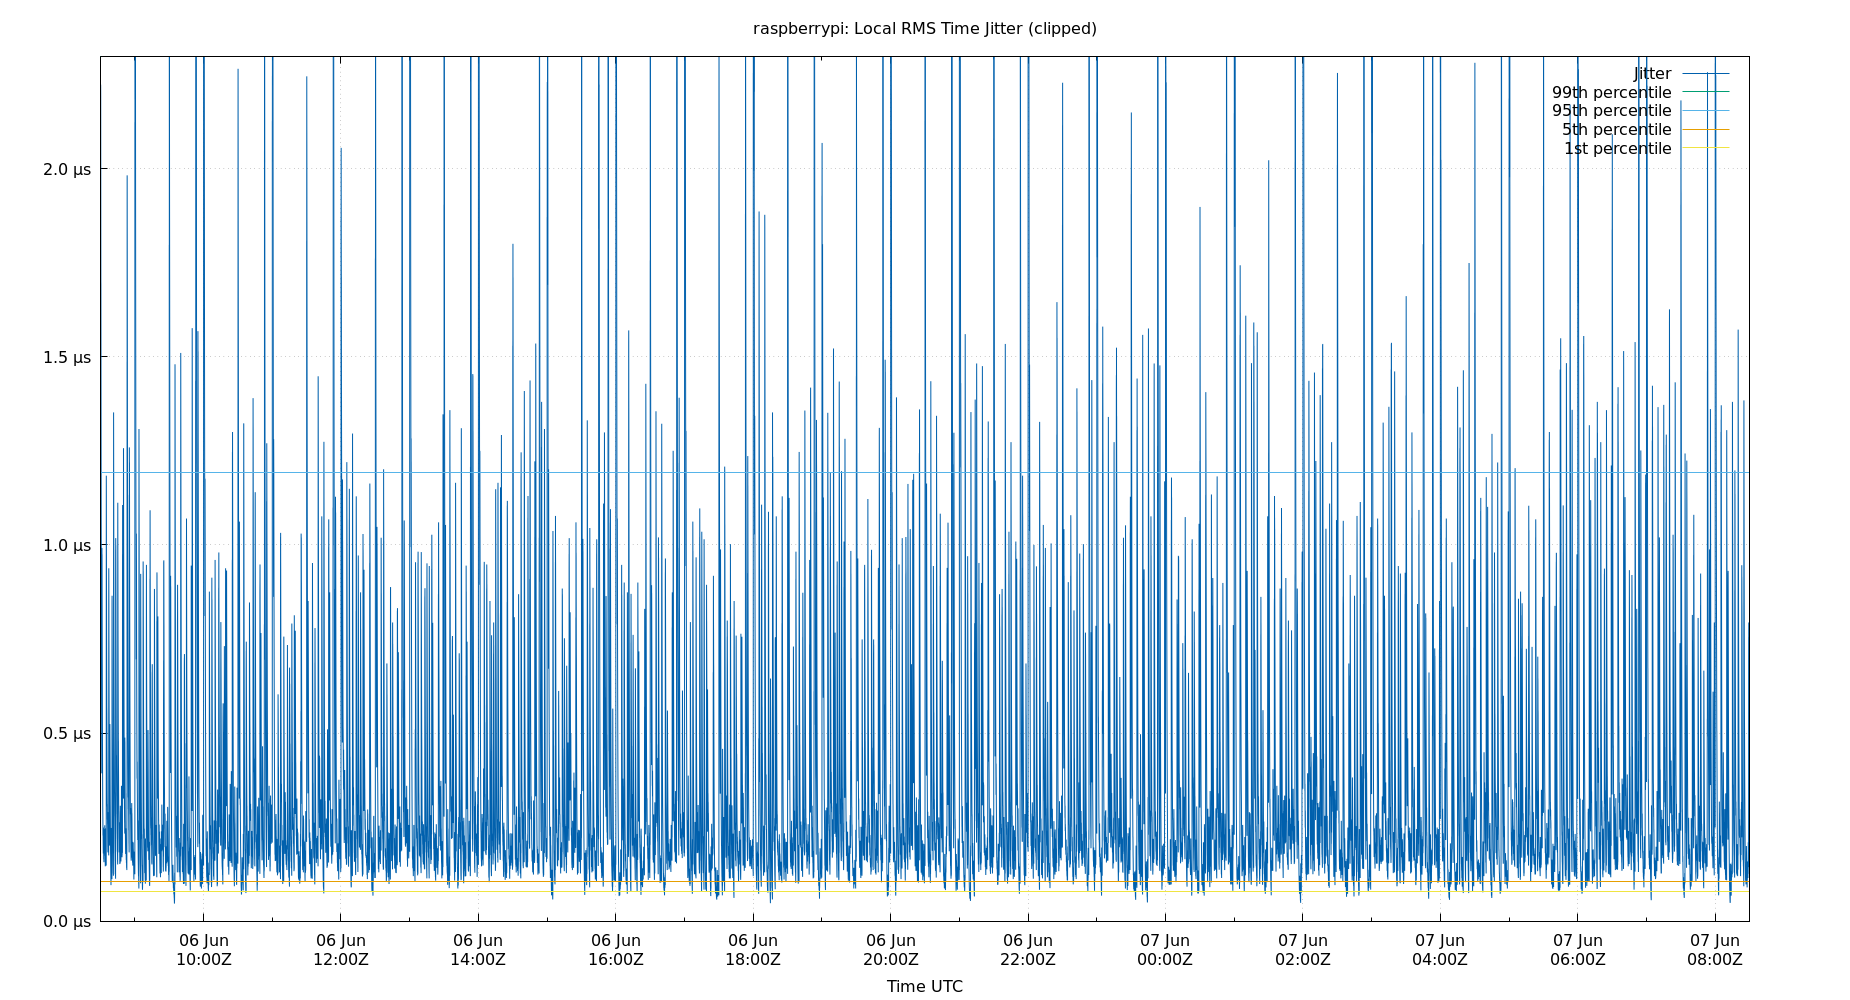 raspberrypi: Local RMS Time Jitter (clipped)
Jitter
99th percentile
95th percentile
5th percentile
1st percentile
2.0 µs
1.5 µs
1.0 µs
0.5 µs
0.0 µs
06 Jun 06 Jun 06 Jun 06 Jun 06 Jun 06 Jun 06 Jun 07 Jun 07 Jun 07 Jun 07 Jun 07 Jun
10:00Z 12:00Z 14:00Z 16:00Z 18:00Z 20:00Z 22:00Z 00:00Z 02:00Z 04:00Z 06:00Z 08:00Z
Time UTC